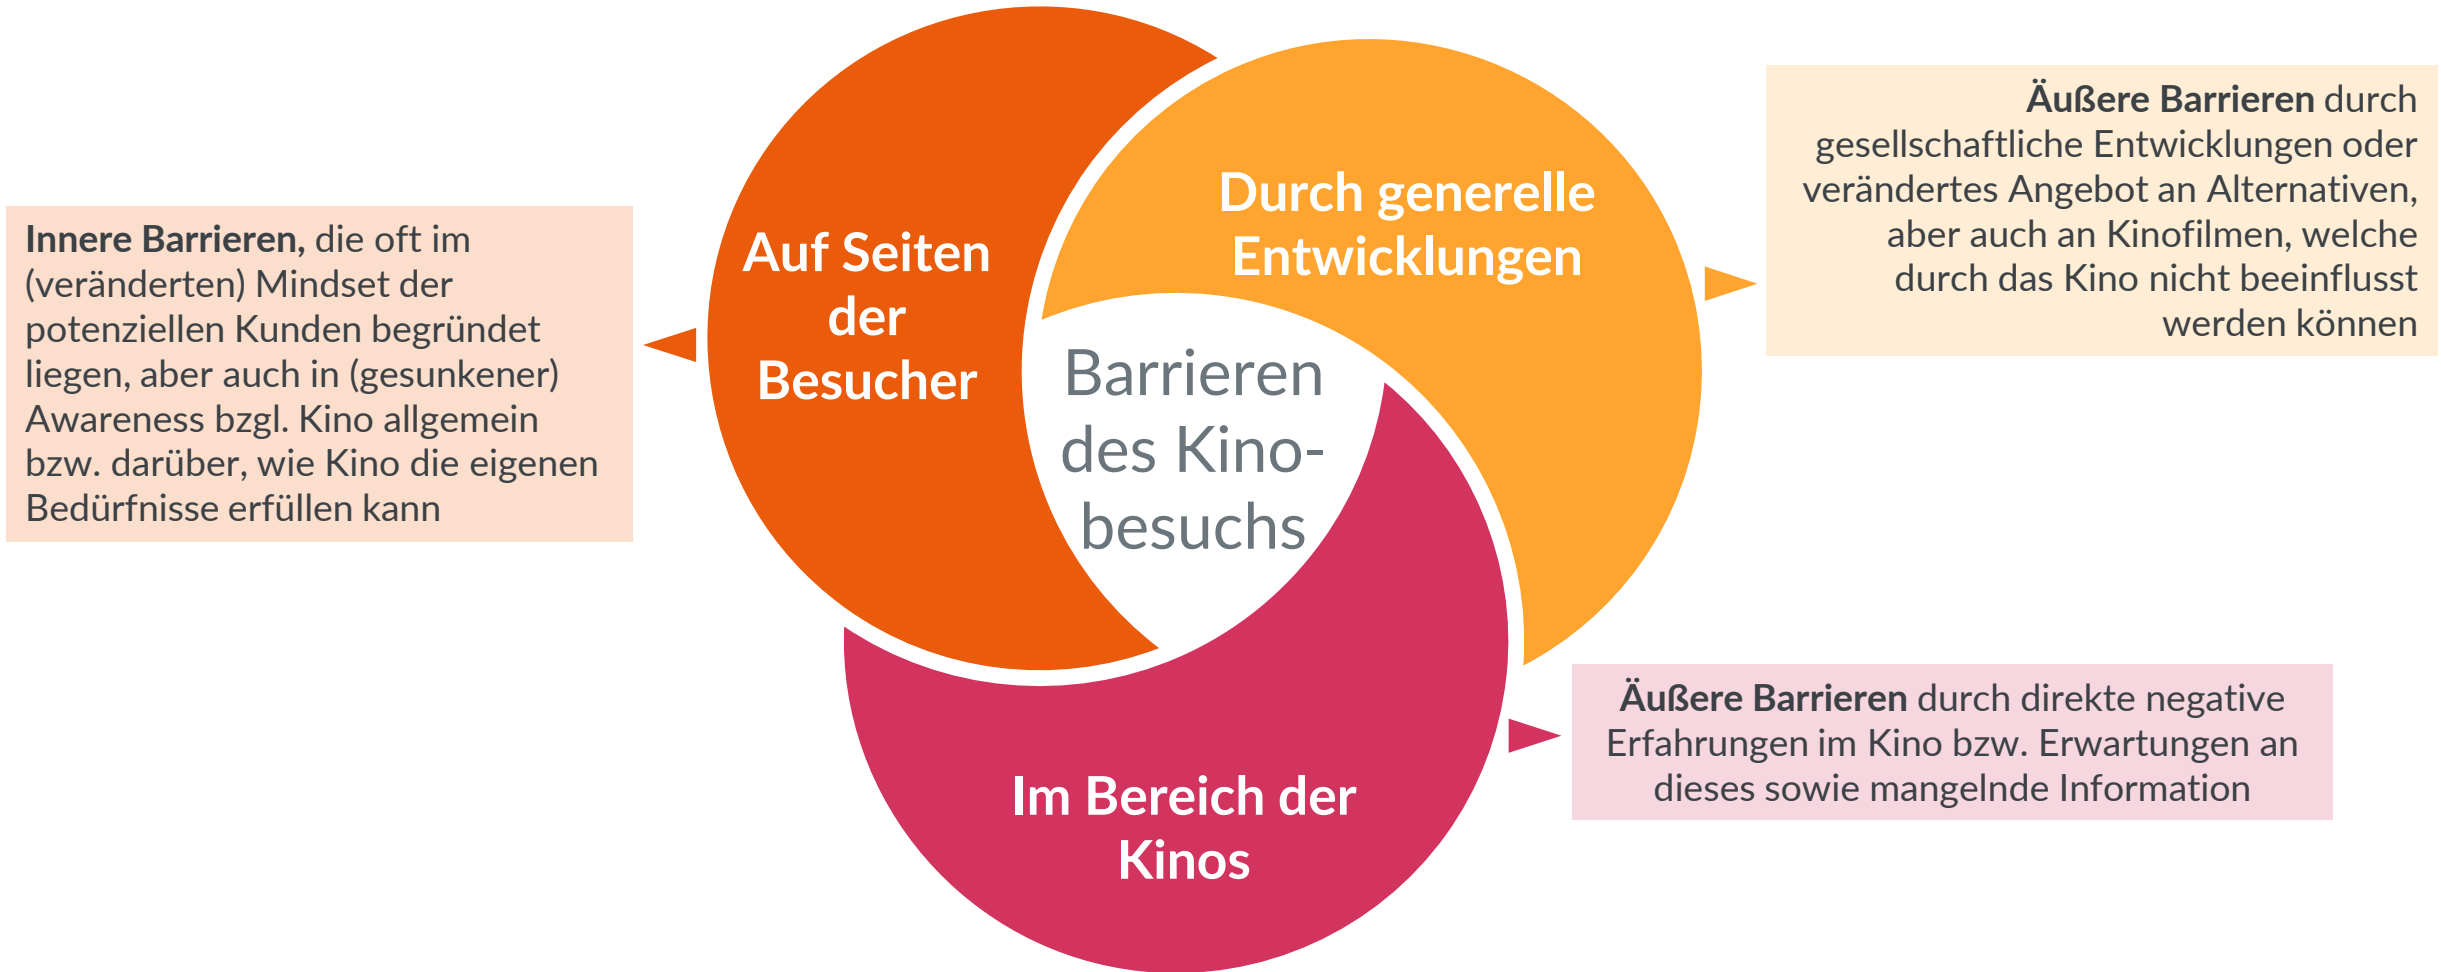 Innere Barrieren, die oft im
(veränderten) Mindset der
potenziellen Kunden begründet
liegen, aber auch in (gesunkener)
Awareness bzgl. Kino allgemein
bzw. darüber, wie Kino die eigenen
Bedürfnisse erfüllen kann
Auf Seiten
der
Besucher
Durch generelle
Entwicklungen
Äußere Barrieren durch
gesellschaftliche Entwicklungen oder
verändertes Angebot an Alternativen,
aber auch an Kinofilmen, welche
durch das Kino nicht beeinflusst
werden können
Barrieren
des Kino-
besuchs
Im Bereich der
Kinos
Äußere Barrieren durch direkte negative
Erfahrungen im Kino bzw. Erwartungen an
dieses sowie mangelnde Information